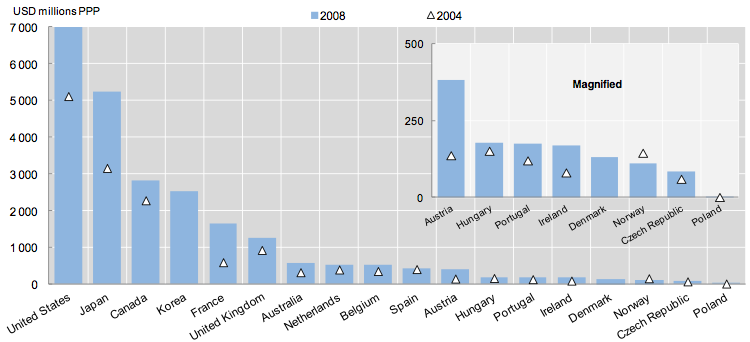 USD millions PPP
2008
2004
7 000
6 000
5 000
4 000
3 000
2 000
1 000
0
United States
Japan
Canada
Korea
France
United Kingdom
Australia
Netherlands
Belgium
Spain
Austria
Hungary
Portugal
Ireland
Denmark
Norway
Czech Republic
Poland
500
250
0
Magnified
Austria
Hungary
Portugal
Ireland
Denmark
Norway
Czech Republic
Poland